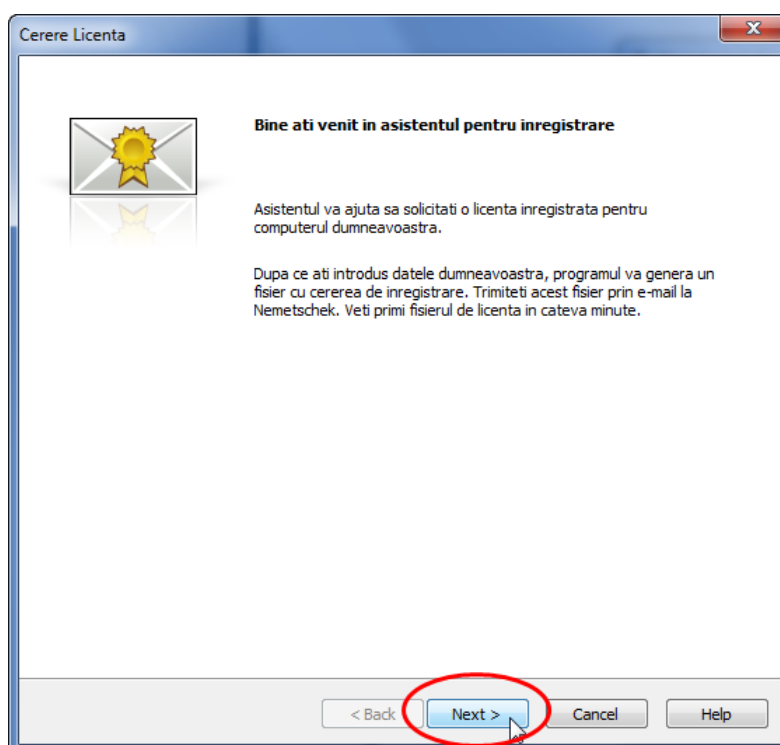 Cerere Licenta
Bine ati venit in asistentul pentru inregistrare
Asistentul va ajuta sa solicitati o licenta inregistrata pentru
computerul dumneavoastra.
Dupa ce ati introdus datele dumneavoastra, programul va genera un
fisier cu cererea de inregistrare. Trimiteti acest fisier prin e-mail la
Nemetschek. Veti primi fisierul de licenta in cateva minute.
< Back Next > Cancel Help